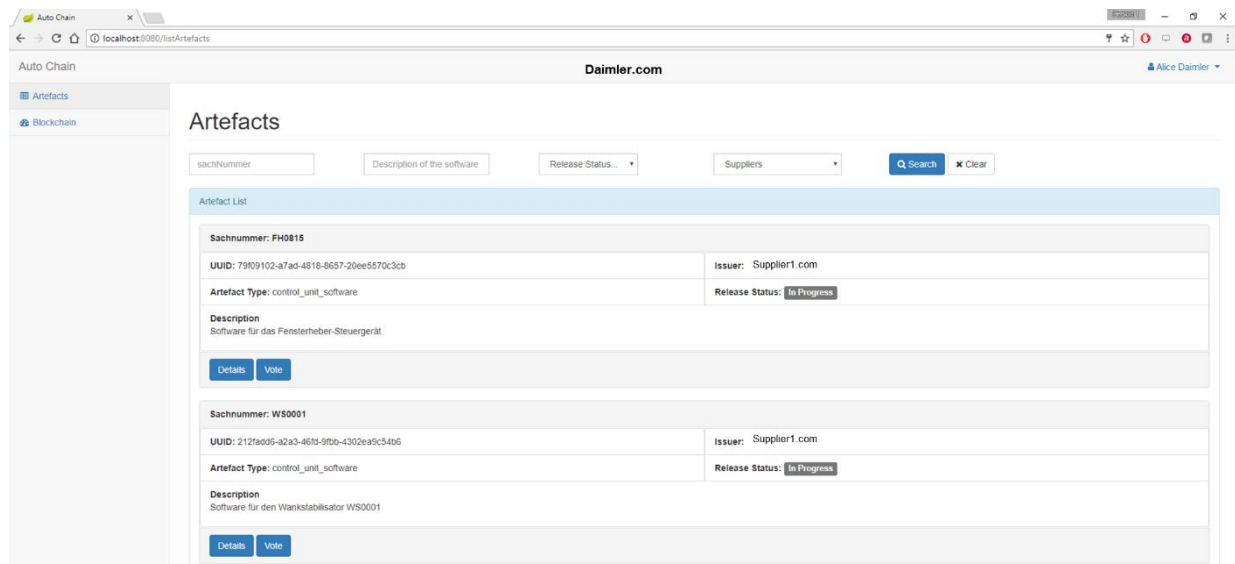 Auto Chain
localhost:8080/listArtefacts
Auto Chain
Daimler.com
Alice Daimler
Artefacts
Blockchain
Artefacts
sachNummer
Description of the software
Release Status...
Suppliers
Search
Clear
Artefact List
Sachnummer: FH0815
UUID: 79f09102-a7ad-4818-8657-20ee5570c3cb
Issuer: Supplier1.com
Artefact Type: control_unit_software
Release Status: In Progress
Description
Software für das Fensterheber-Steuergerät
Details
Vote
Sachnummer: WS0001
UUID: 212fadd6-a2a3-46fd-9fbb-4302ea9c54b6
Issuer: Supplier1.com
Artefact Type: control_unit_software
Release Status: In Progress
Description
Software für den Wankstabilisator WS0001
Details
Vote